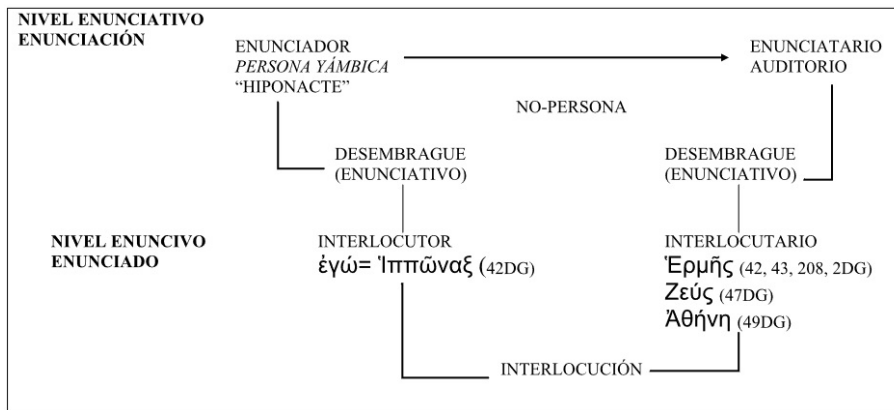 NIVEL ENUNCIATIVO
ENUNCIACIÓN
ENUNCIADOR
PERSONA YÁMBICA
“HIPONACTE”
ENUNCIATARIO
AUDITORIO
NO-PERSONA
DESEMBRAGUE
(ENUNCIATIVO)
DESEMBRAGUE
(ENUNCIATIVO)
NIVEL ENUNCIVO
ENUNCIADO
INTERLOCUTOR
ἐγώ= Ἱππῶναξ (42DG)
INTERLOCUTARIO
Ἑρμῆς (42, 43, 208, 2DG)
Ζεύς (47DG)
Ἀθήνη (49DG)
INTERLOCUCIÓN